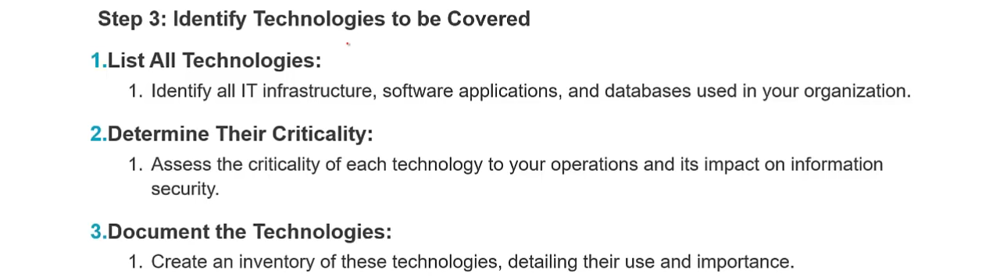 Step 3: Identify Technologies to be Covered
1.List All Technologies:
1. Identify all IT infrastructure, software applications, and databases used in your organization.
2.Determine Their Criticality:
1. Assess the criticality of each technology to your operations and its impact on information
security.
3.Document the Technologies:
1. Create an inventory of these technologies, detailing their use and importance.